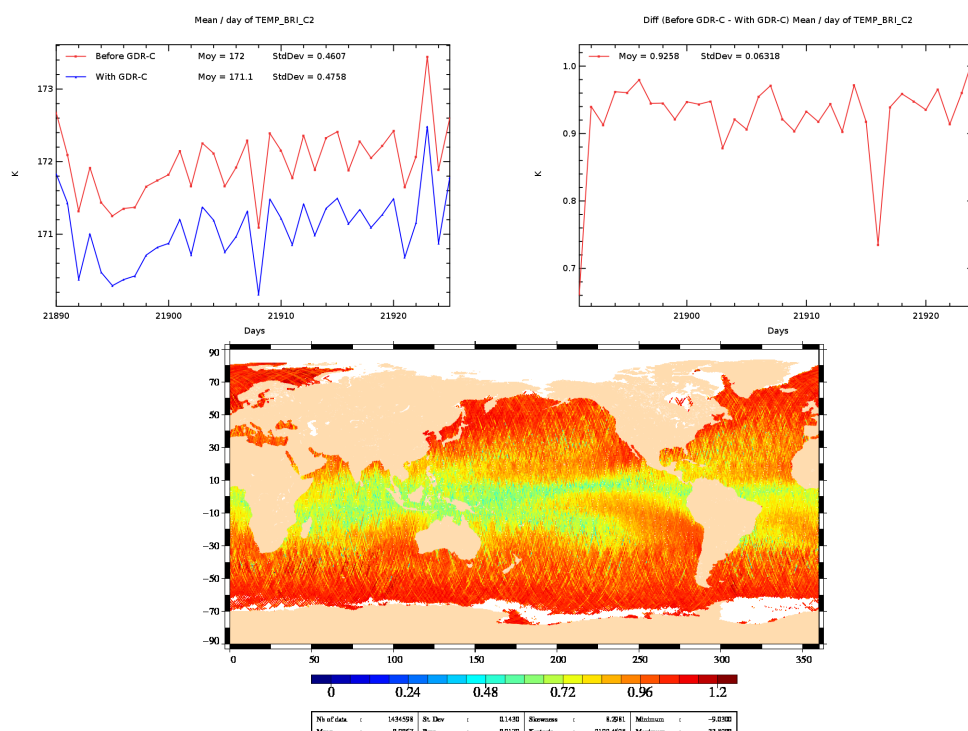 Mean / day of TEMP_BRI_C2
Before GDR-C Moy = 172 StdDev = 0.4607
With GDR-C Moy = 171.1 StdDev = 0.4758
173
172
171
K
21890 21900 21910 21920
Days
Diff (Before GDR-C - With GDR-C) Mean / day of TEMP_BRI_C2
Moy = 0.9258 StdDev = 0.06318
1.0
0.9
0.8
0.7
K
21900 21910 21920
Days
90
70
50
30
10
-10
-30
-50
-70
-90
0 50 100 150 200 250 300 350
0 0.24 0.48 0.72 0.96 1.2
Nb of data : 1434598 St. Dev : 0.1430 Skewness : 8.2981 Minimum : -9.0300